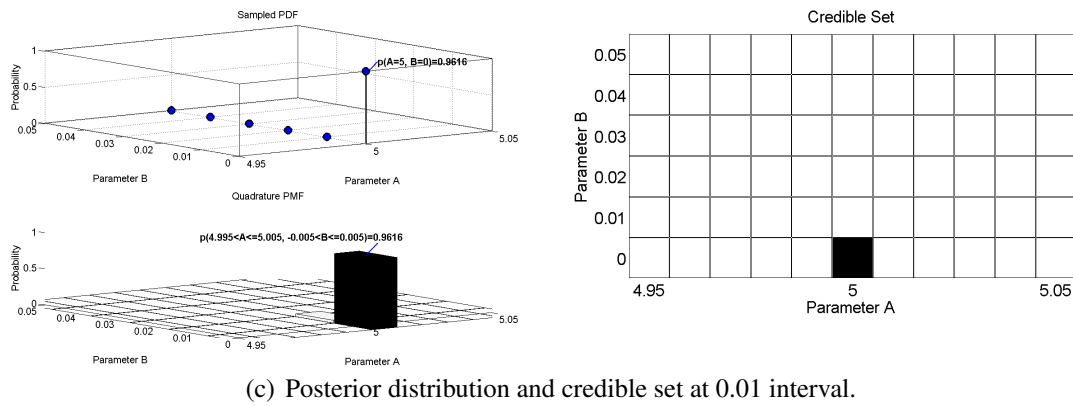 Sampled PDF
1
0.5
0
Probability
p(A=5, B=0)=0.9616
0.05
0.04
0.03
0.02
0.01
0
4.95
5
5.05
Parameter B
Parameter A
Quadrature PMF
1
0.5
0
Probability
p(4.995<A<=5.005, -0.005<B<=0.005)=0.9616
0.05
0.04
0.03
0.02
0.01
0
4.95
5
5.05
Parameter B
Parameter A
Credible Set
0.05
0.04
0.03
0.02
0.01
0
Parameter B
4.95
5
5.05
Parameter A
(c) Posterior distribution and credible set at 0.01 interval.